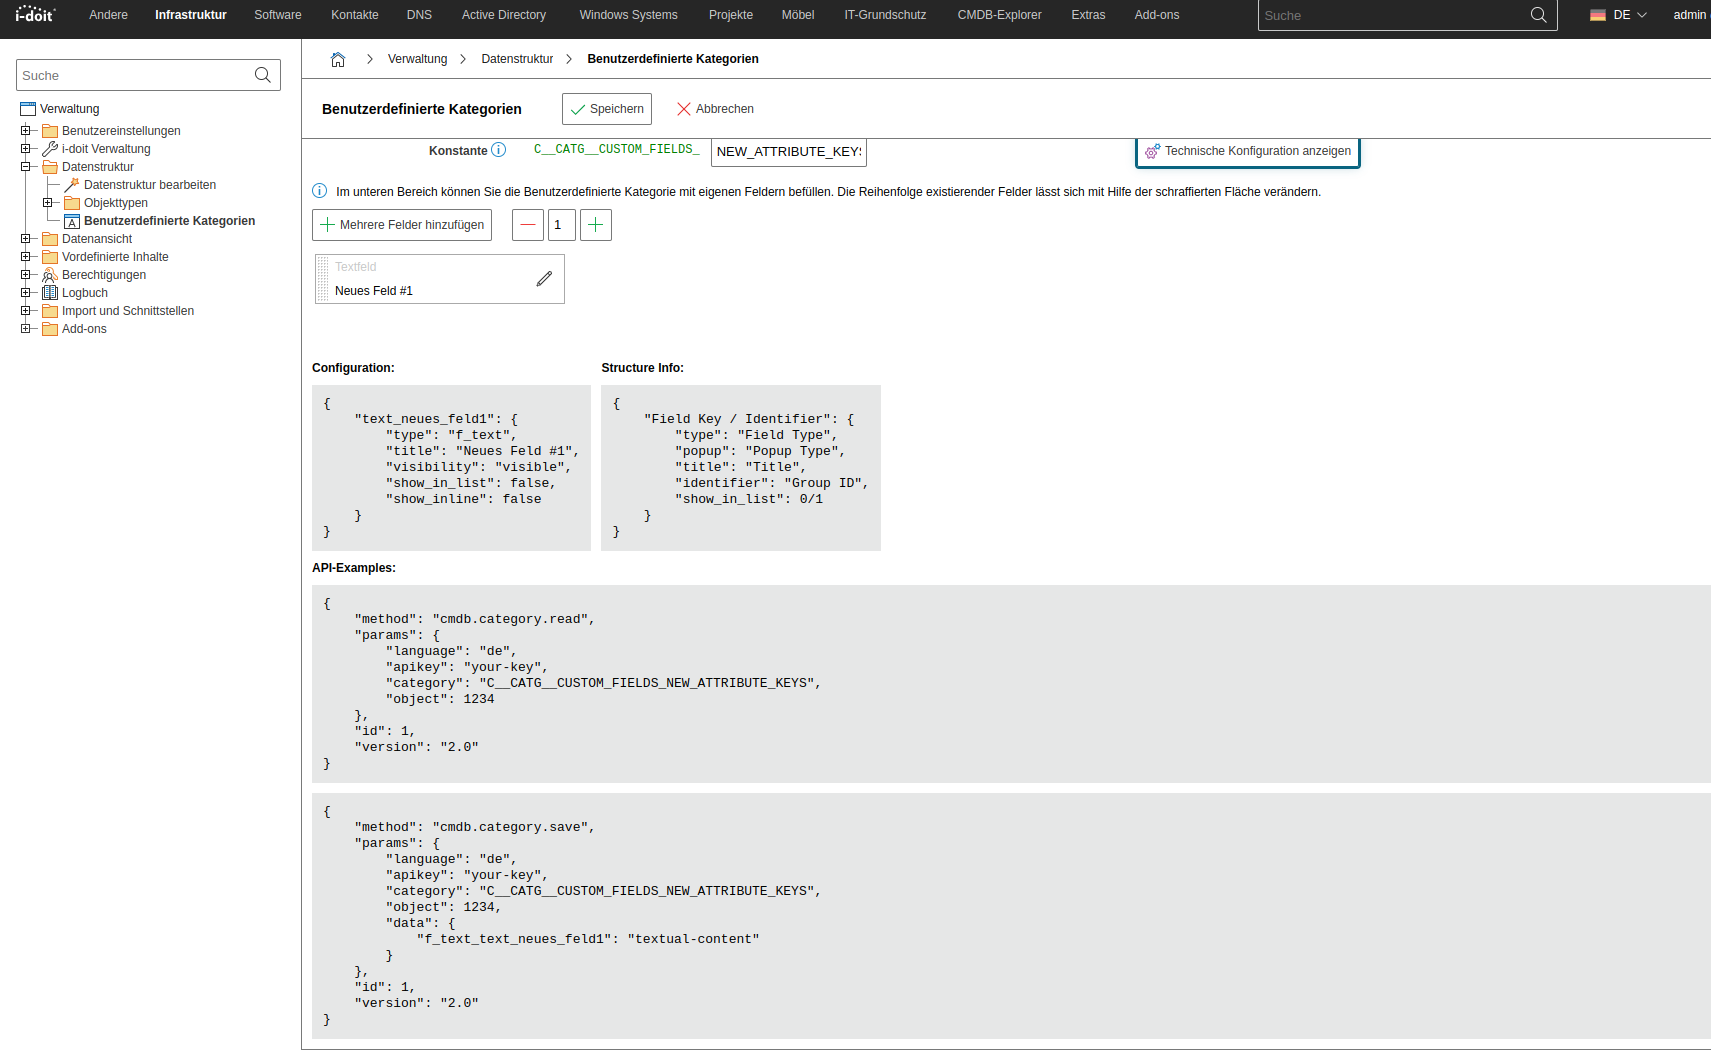 i-doit Andere Infrastruktur Software Kontakte DNS Active Directory Windows Systems Projekte Möbel IT-Grundschutz CMDB-Explorer Extras Add-ons Suche DE admin
Suche
Verwaltung
Benutzereinstellungen
i-doit Verwaltung
Datenstruktur
Datenstruktur bearbeiten
Objekttypen
Benutzerdefinierte Kategorien
Datenansicht
Vordefinierte Inhalte
Berechtigungen
Logbuch
Import und Schnittstellen
Add-ons
Verwaltung Datenstruktur Benutzerdefinierte Kategorien
Benutzerdefinierte Kategorien Speichern Abbrechen
Konstante C__CATG__CUSTOM_FIELDS_ NEW_ATTRIBUTE_KEYS Technische Konfiguration anzeigen
Im unteren Bereich können Sie die Benutzerdefinierte Kategorie mit eigenen Feldern befüllen. Die Reihenfolge existierender Felder lässt sich mit Hilfe der schraffierten Fläche verändern.
Mehrere Felder hinzufügen 1
Textfeld
Neues Feld #1
Configuration:
{
"text_neues_feld1": {
"type": "f_text",
"title": "Neues Feld #1",
"visibility": "visible",
"show_in_list": false,
"show_inline": false
}
}
Structure Info:
{
"Field Key / Identifier": {
"type": "Field Type",
"popup": "Popup Type",
"title": "Title",
"identifier": "Group ID",
"show_in_list": 0/1
}
}
API-Examples:
{
"method": "cmdb.category.read",
"params": {
"language": "de",
"apikey": "your-key",
"category": "C__CATG__CUSTOM_FIELDS_NEW_ATTRIBUTE_KEYS",
"object": 1234
},
"id": 1,
"version": "2.0"
}
{
"method": "cmdb.category.save",
"params": {
"language": "de",
"apikey": "your-key",
"category": "C__CATG__CUSTOM_FIELDS_NEW_ATTRIBUTE_KEYS",
"object": 1234,
"data": {
"f_text_text_neues_feld1": "textual-content"
}
},
"id": 1,
"version": "2.0"
}